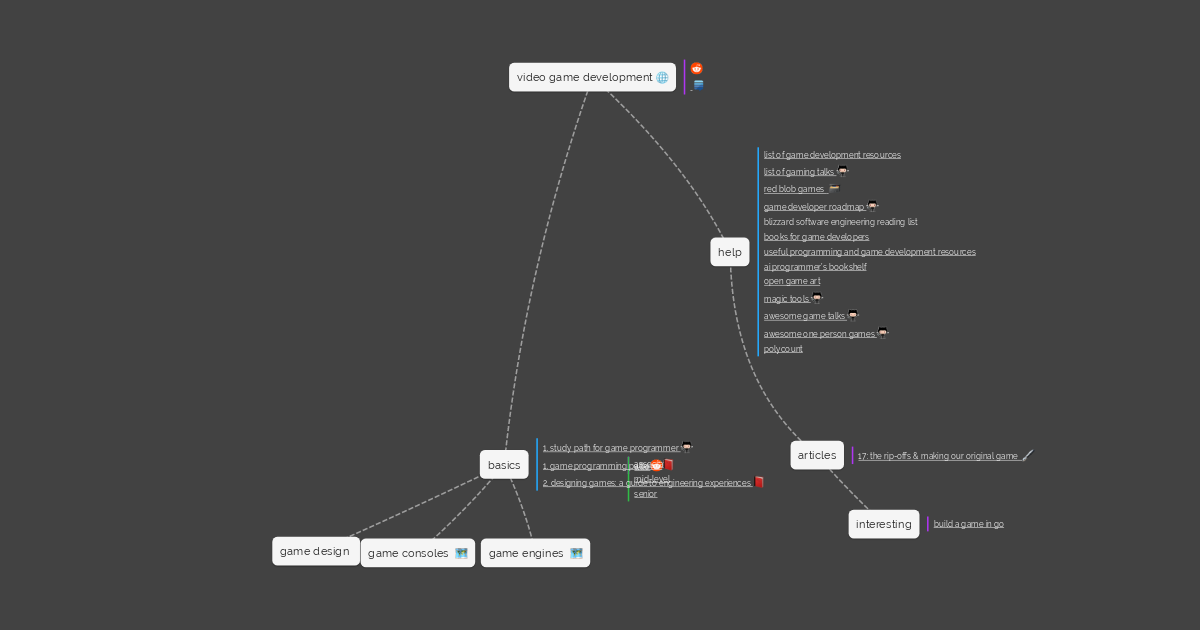 video game development
list of game development resources
list of gaming talks
red blob games
game developer roadmap
blizzard software engineering reading list
help
books for game developers
useful programming and game development resources
ai programmer's bookshelf
open game art
magic tools
awesome game talks
awesome one person games
polycount
basics
1. study path for game programmer
1. game programming
mid-level
2. designing games: a guide to engineering experiences
senior
articles
17: the rip-offs & making our original game
interesting
build a game in go
game design
game consoles
game engines